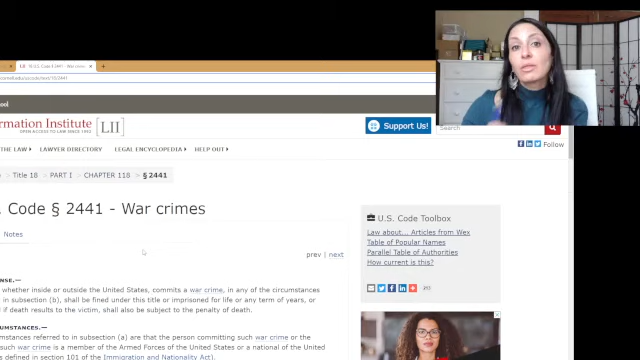 LII 18 U.S. Code § 2441 - War crimes
ool
rmation Institute [LII]
OPEN ACCESS TO LAW SINCE 1992
Support Us!
Search
THE LAW LAWYER DIRECTORY LEGAL ENCYCLOPEDIA HELP OUT
Follow
Title 18 PART I CHAPTER 118 § 2441
. Code § 2441 - War crimes
Notes
prev | next
NSE.—
whether inside or outside the United States, commits a war crime, in any of the circumstances
in subsection (b), shall be fined under this title or imprisoned for life or any term of years, or
if death results to the victim, shall also be subject to the penalty of death.
UMSTANCES.—
mstances referred to in subsection (a) are that the person committing such war crime or the
such war crime is a member of the Armed Forces of the United States or a national of the United
s defined in section 101 of the Immigration and Nationality Act).
U.S. Code Toolbox
Law about... Articles from Wex
Table of Popular Names
Parallel Table of Authorities
How current is this?